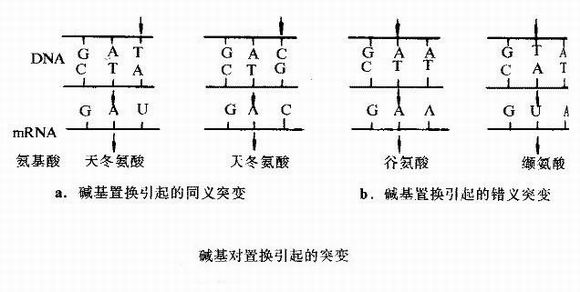 DNA G A T G A C G A A G T A
C T A C T G C T T C A T
mRNA G A U G A C G A A G U A
氨基酸 天冬氨酸 天冬氨酸 谷氨酸 缬氨酸
a. 碱基置换引起的同义突变 b. 碱基置换引起的错义突变
碱基对置换引起的突变